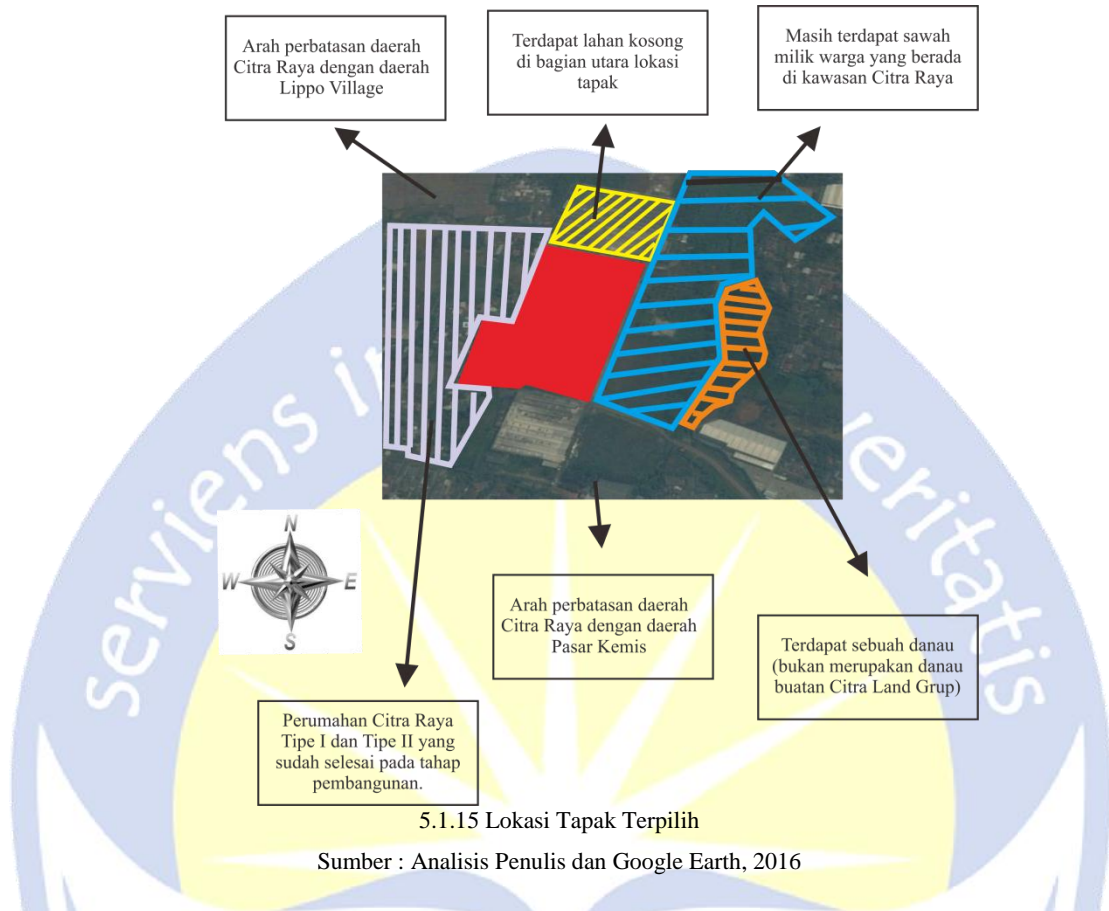 Arah perbatasan daerah
Citra Raya dengan daerah
Lippo Village
Terdapat lahan kosong
di bagian utara lokasi
tapak
Masih terdapat sawah
milik warga yang berada
di kawasan Citra Raya
serviens in
veritatis
N
W
E
S
Arah perbatasan daerah
Citra Raya dengan daerah
Pasar Kemis
Terdapat sebuah danau
(bukan merupakan danau
buatan Citra Land Grup)
Perumahan Citra Raya
Tipe I dan Tipe II yang
sudah selesai pada tahap
pembangunan.
5.1.15 Lokasi Tapak Terpilih
Sumber : Analisis Penulis dan Google Earth, 2016